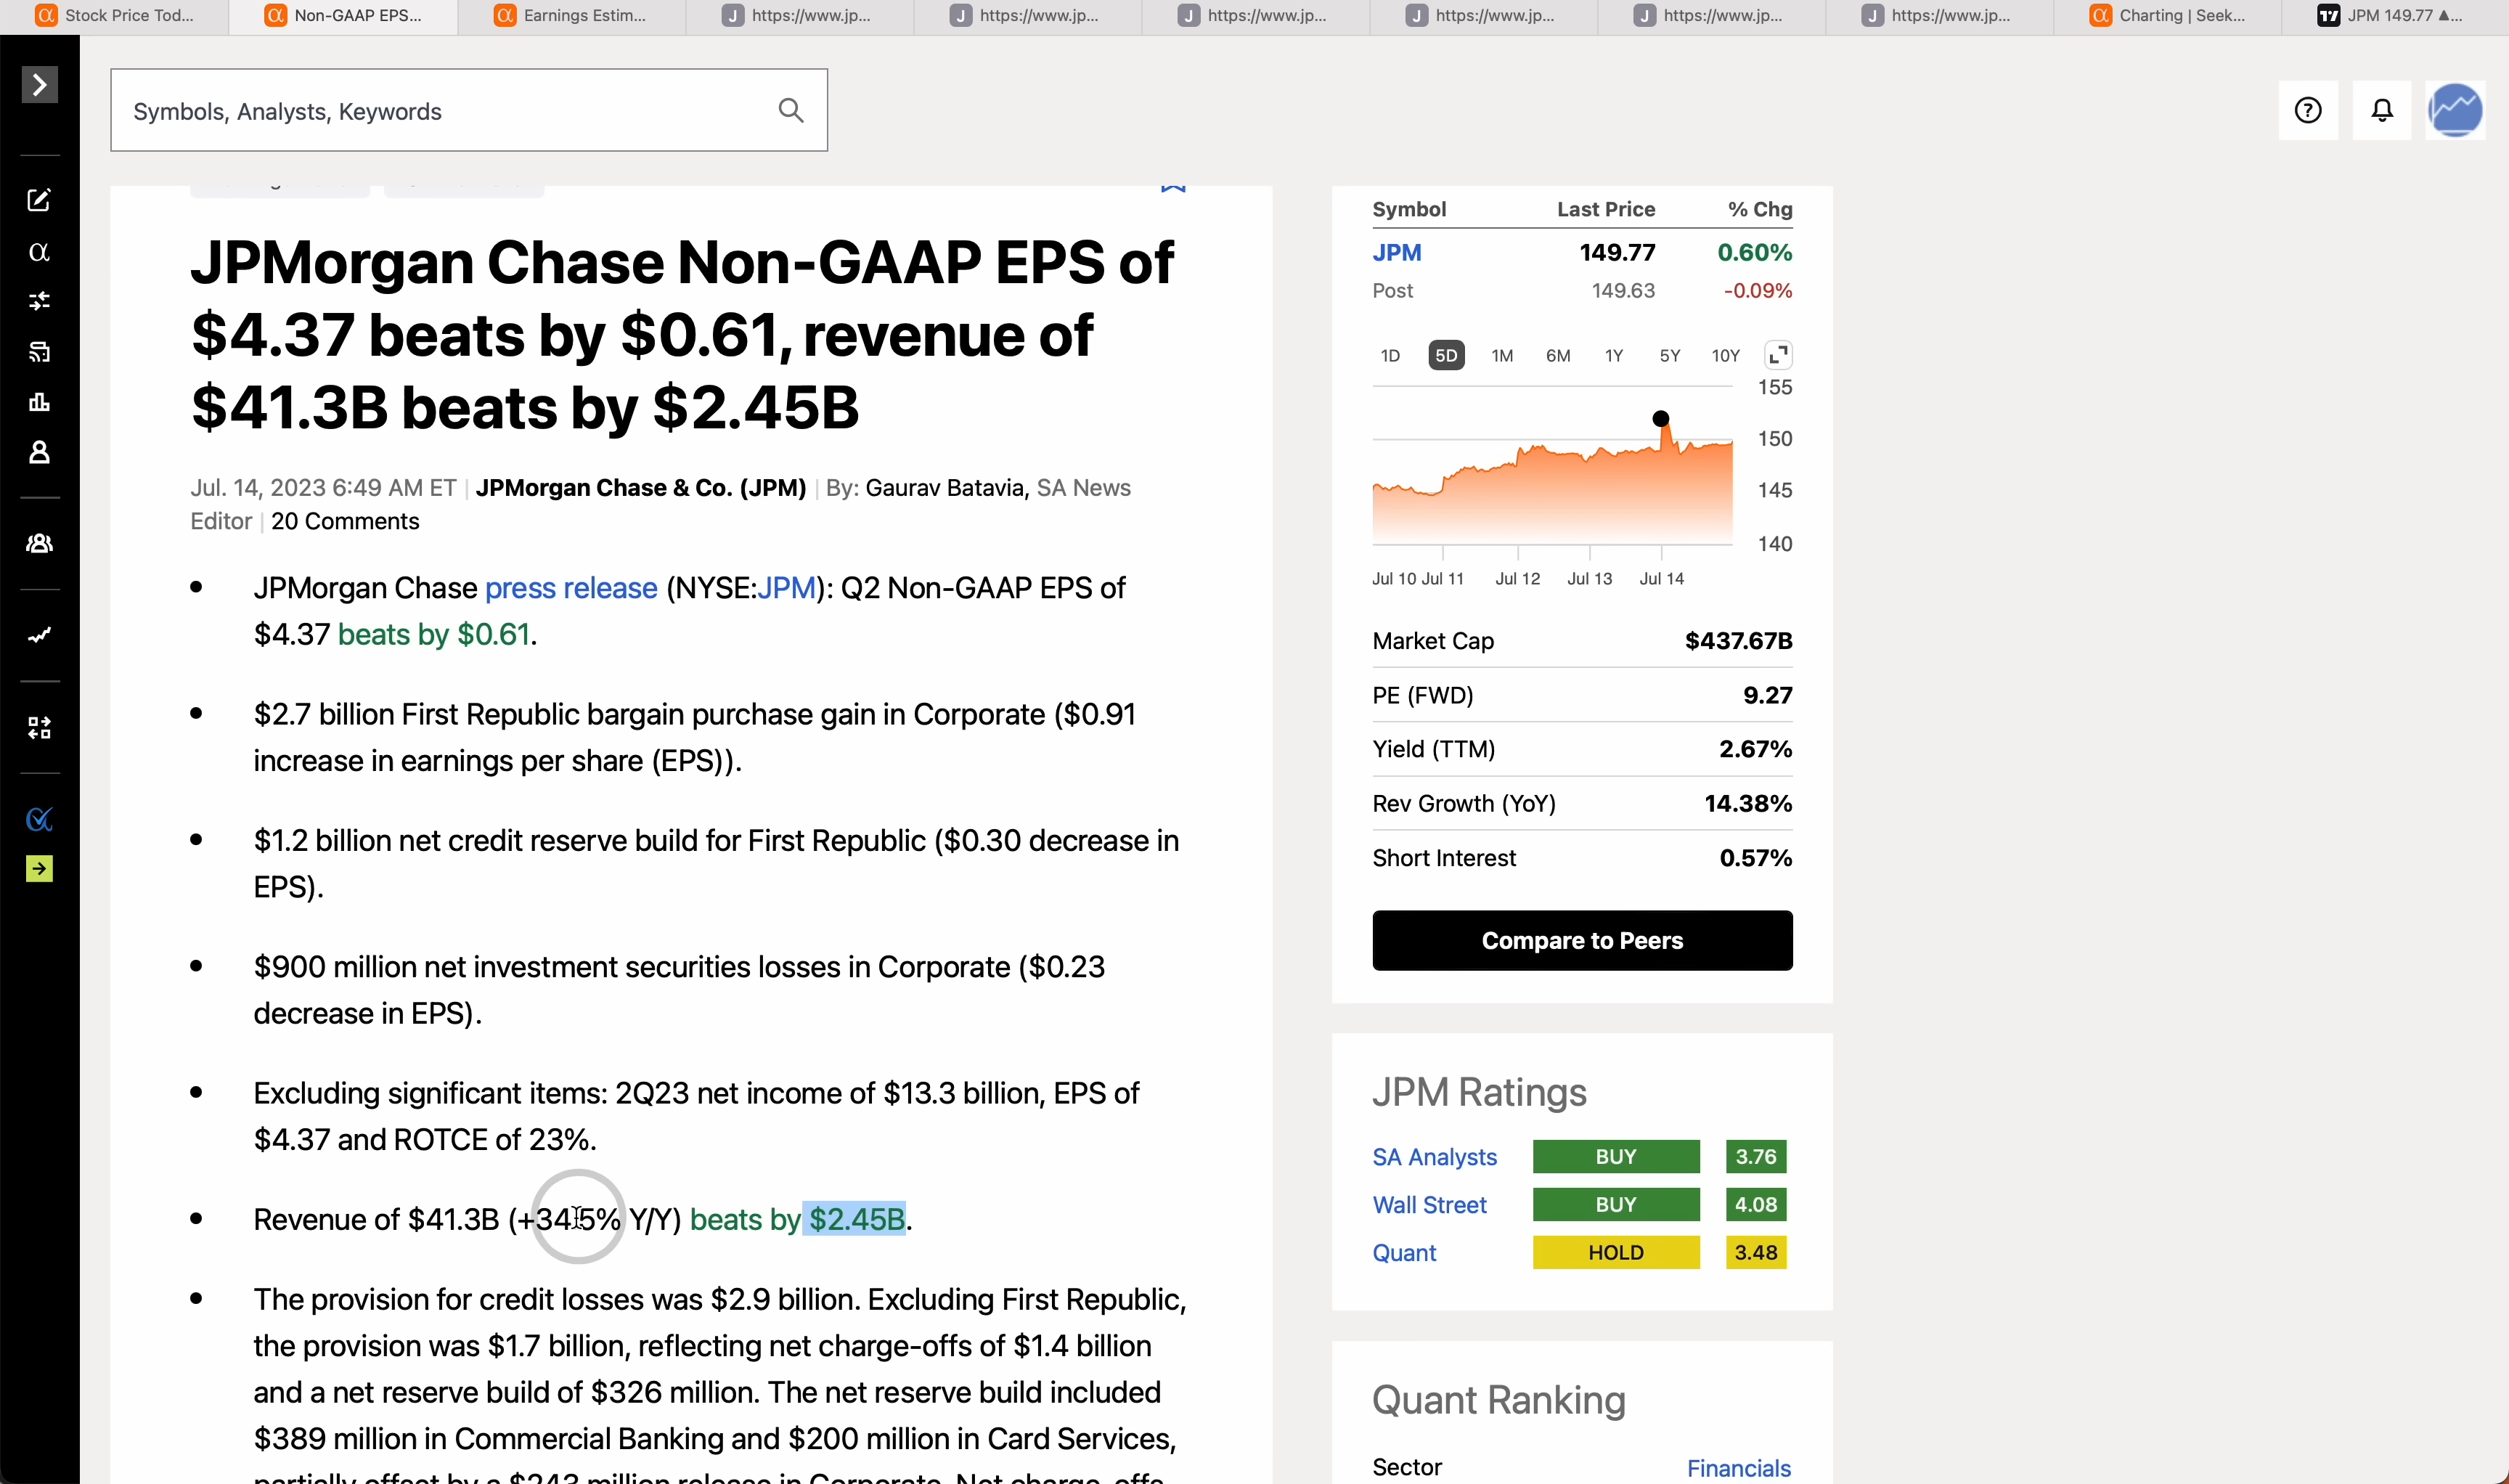 Stock Price Tod...
Non-GAAP EPS...
Earnings Estim...
J https://www.jp...
J https://www.jp...
J https://www.jp...
J https://www.jp...
J https://www.jp...
J https://www.jp...
Charting | Seek...
JPM 149.77 ▲...
Symbols, Analysts, Keywords
JPMorgan Chase Non-GAAP EPS of
$4.37 beats by $0.61, revenue of
$41.3B beats by $2.45B
Jul. 14, 2023 6:49 AM ET | JPMorgan Chase & Co. (JPM) | By: Gaurav Batavia, SA News
Editor | 20 Comments
• JPMorgan Chase press release (NYSE:JPM): Q2 Non-GAAP EPS of
$4.37 beats by $0.61.
• $2.7 billion First Republic bargain purchase gain in Corporate ($0.91
increase in earnings per share (EPS)).
• $1.2 billion net credit reserve build for First Republic ($0.30 decrease in
EPS).
• $900 million net investment securities losses in Corporate ($0.23
decrease in EPS).
• Excluding significant items: 2Q23 net income of $13.3 billion, EPS of
$4.37 and ROTCE of 23%.
• Revenue of $41.3B (+34.5% Y/Y) beats by $2.45B.
• The provision for credit losses was $2.9 billion. Excluding First Republic,
the provision was $1.7 billion, reflecting net charge-offs of $1.4 billion
and a net reserve build of $326 million. The net reserve build included
$389 million in Commercial Banking and $200 million in Card Services,
partially offset by a $243 million release in Corporate. Net charge-offs
Symbol Last Price % Chg
JPM 149.77 0.60%
Post 149.63 -0.09%
1D 5D 1M 6M 1Y 5Y 10Y
155
150
145
140
Jul 10 Jul 11 Jul 12 Jul 13 Jul 14
Market Cap $437.67B
PE (FWD) 9.27
Yield (TTM) 2.67%
Rev Growth (YoY) 14.38%
Short Interest 0.57%
Compare to Peers
JPM Ratings
SA Analysts BUY 3.76
Wall Street BUY 4.08
Quant HOLD 3.48
Quant Ranking
Sector Financials